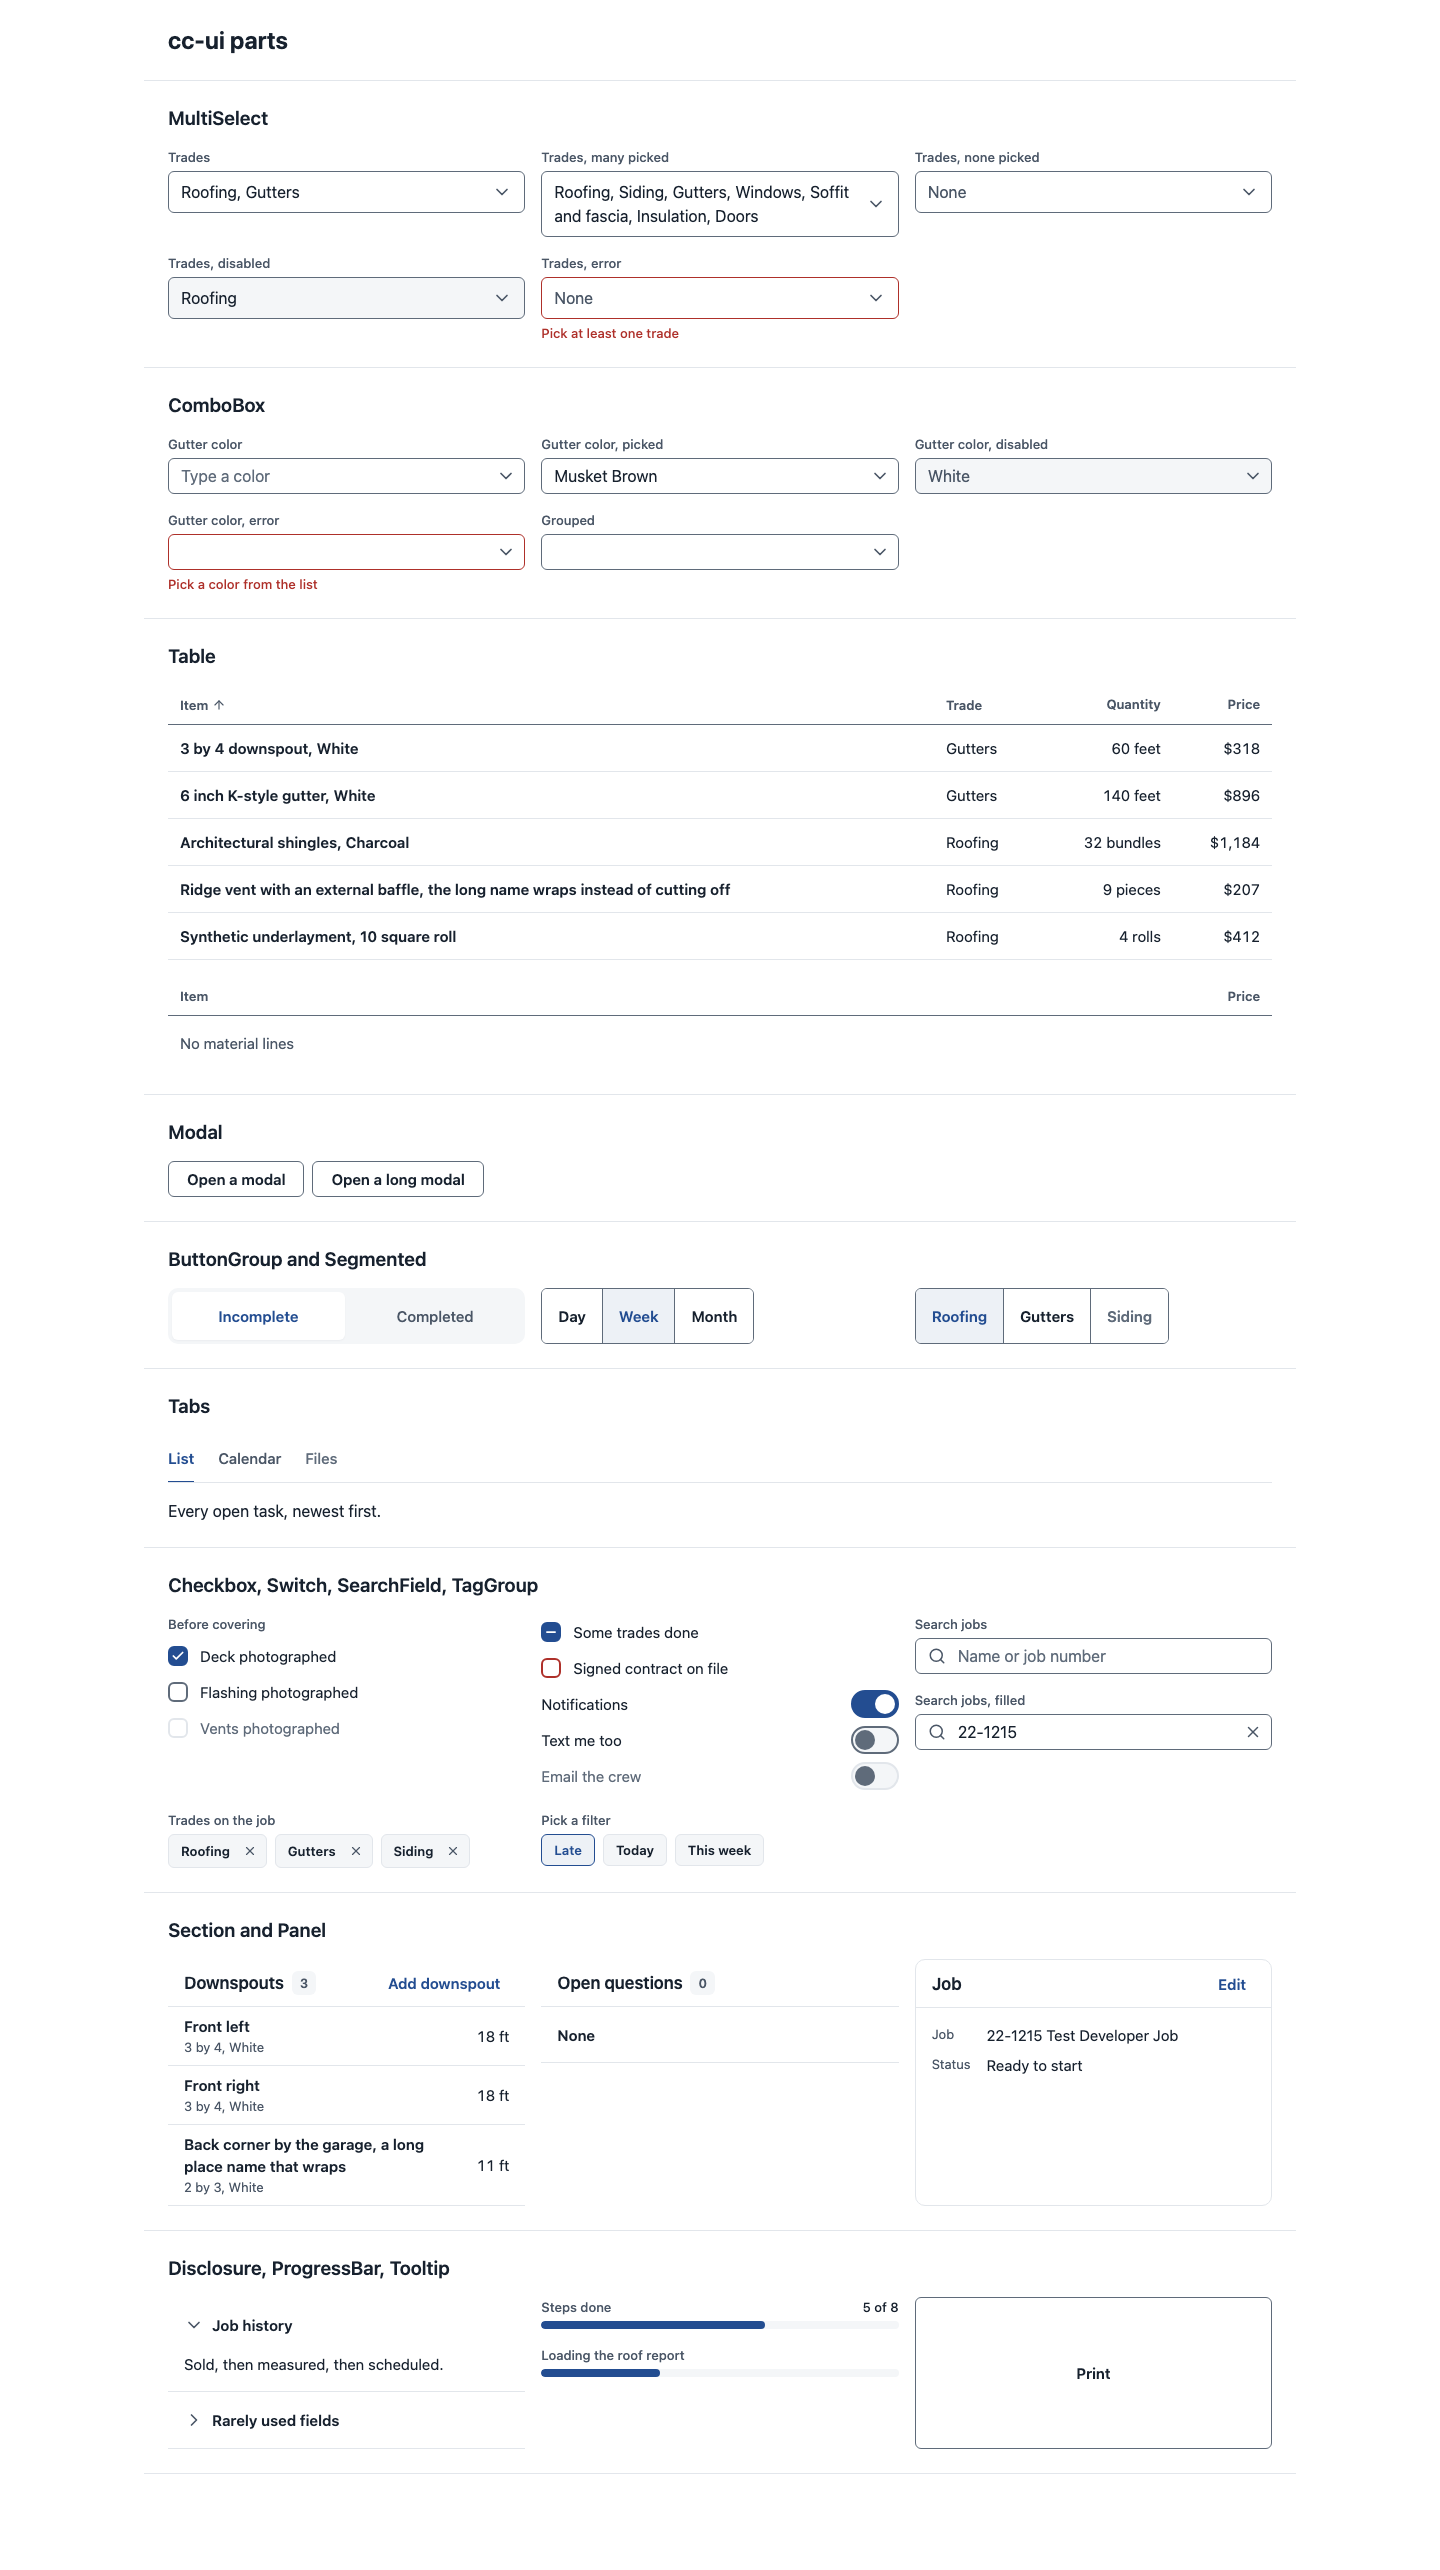 cc-ui parts
MultiSelect
Trades
Roofing, Gutters
Trades, many picked
Roofing, Siding, Gutters, Windows, Soffit
and fascia, Insulation, Doors
Trades, none picked
None
Trades, disabled
Roofing
Trades, error
None
Pick at least one trade
ComboBox
Gutter color
Type a color
Gutter color, picked
Musket Brown
Gutter color, disabled
White
Gutter color, error
Pick a color from the list
Grouped
Table
Item Trade Quantity Price
3 by 4 downspout, White Gutters 60 feet $318
6 inch K-style gutter, White Gutters 140 feet $896
Architectural shingles, Charcoal Roofing 32 bundles $1,184
Ridge vent with an external baffle, the long name wraps instead of cutting off Roofing 9 pieces $207
Synthetic underlayment, 10 square roll Roofing 4 rolls $412
Item Price
No material lines
Modal
Open a modal Open a long modal
ButtonGroup and Segmented
Incomplete Completed
Day Week Month
Roofing Gutters Siding
Tabs
List Calendar Files
Every open task, newest first.
Checkbox, Switch, SearchField, TagGroup
Before covering
Deck photographed
Flashing photographed
Vents photographed
Some trades done
Signed contract on file
Notifications
Text me too
Email the crew
Search jobs
Name or job number
Search jobs, filled
22-1215
Trades on the job
Roofing Gutters Siding
Pick a filter
Late Today This week
Section and Panel
Downspouts 3 Add downspout
Front left
3 by 4, White
18 ft
Front right
3 by 4, White
18 ft
Back corner by the garage, a long
place name that wraps
2 by 3, White
11 ft
Open questions 0
None
Job Edit
Job 22-1215 Test Developer Job
Status Ready to start
Disclosure, ProgressBar, Tooltip
Job history
Sold, then measured, then scheduled.
Rarely used fields
Steps done 5 of 8
Loading the roof report
Print